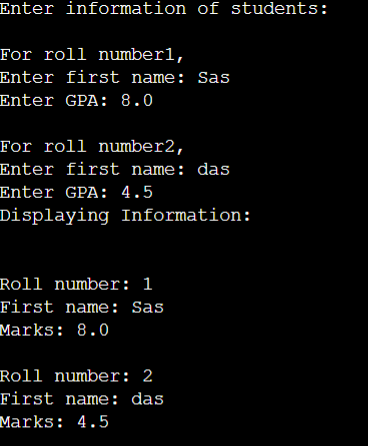 Enter information of students:
For roll number1,
Enter first name: Sas
Enter GPA: 8.0
For roll number2,
Enter first name: das
Enter GPA: 4.5
Displaying Information:
Roll number: 1
First name: Sas
Marks: 8.0
Roll number: 2
First name: das
Marks: 4.5